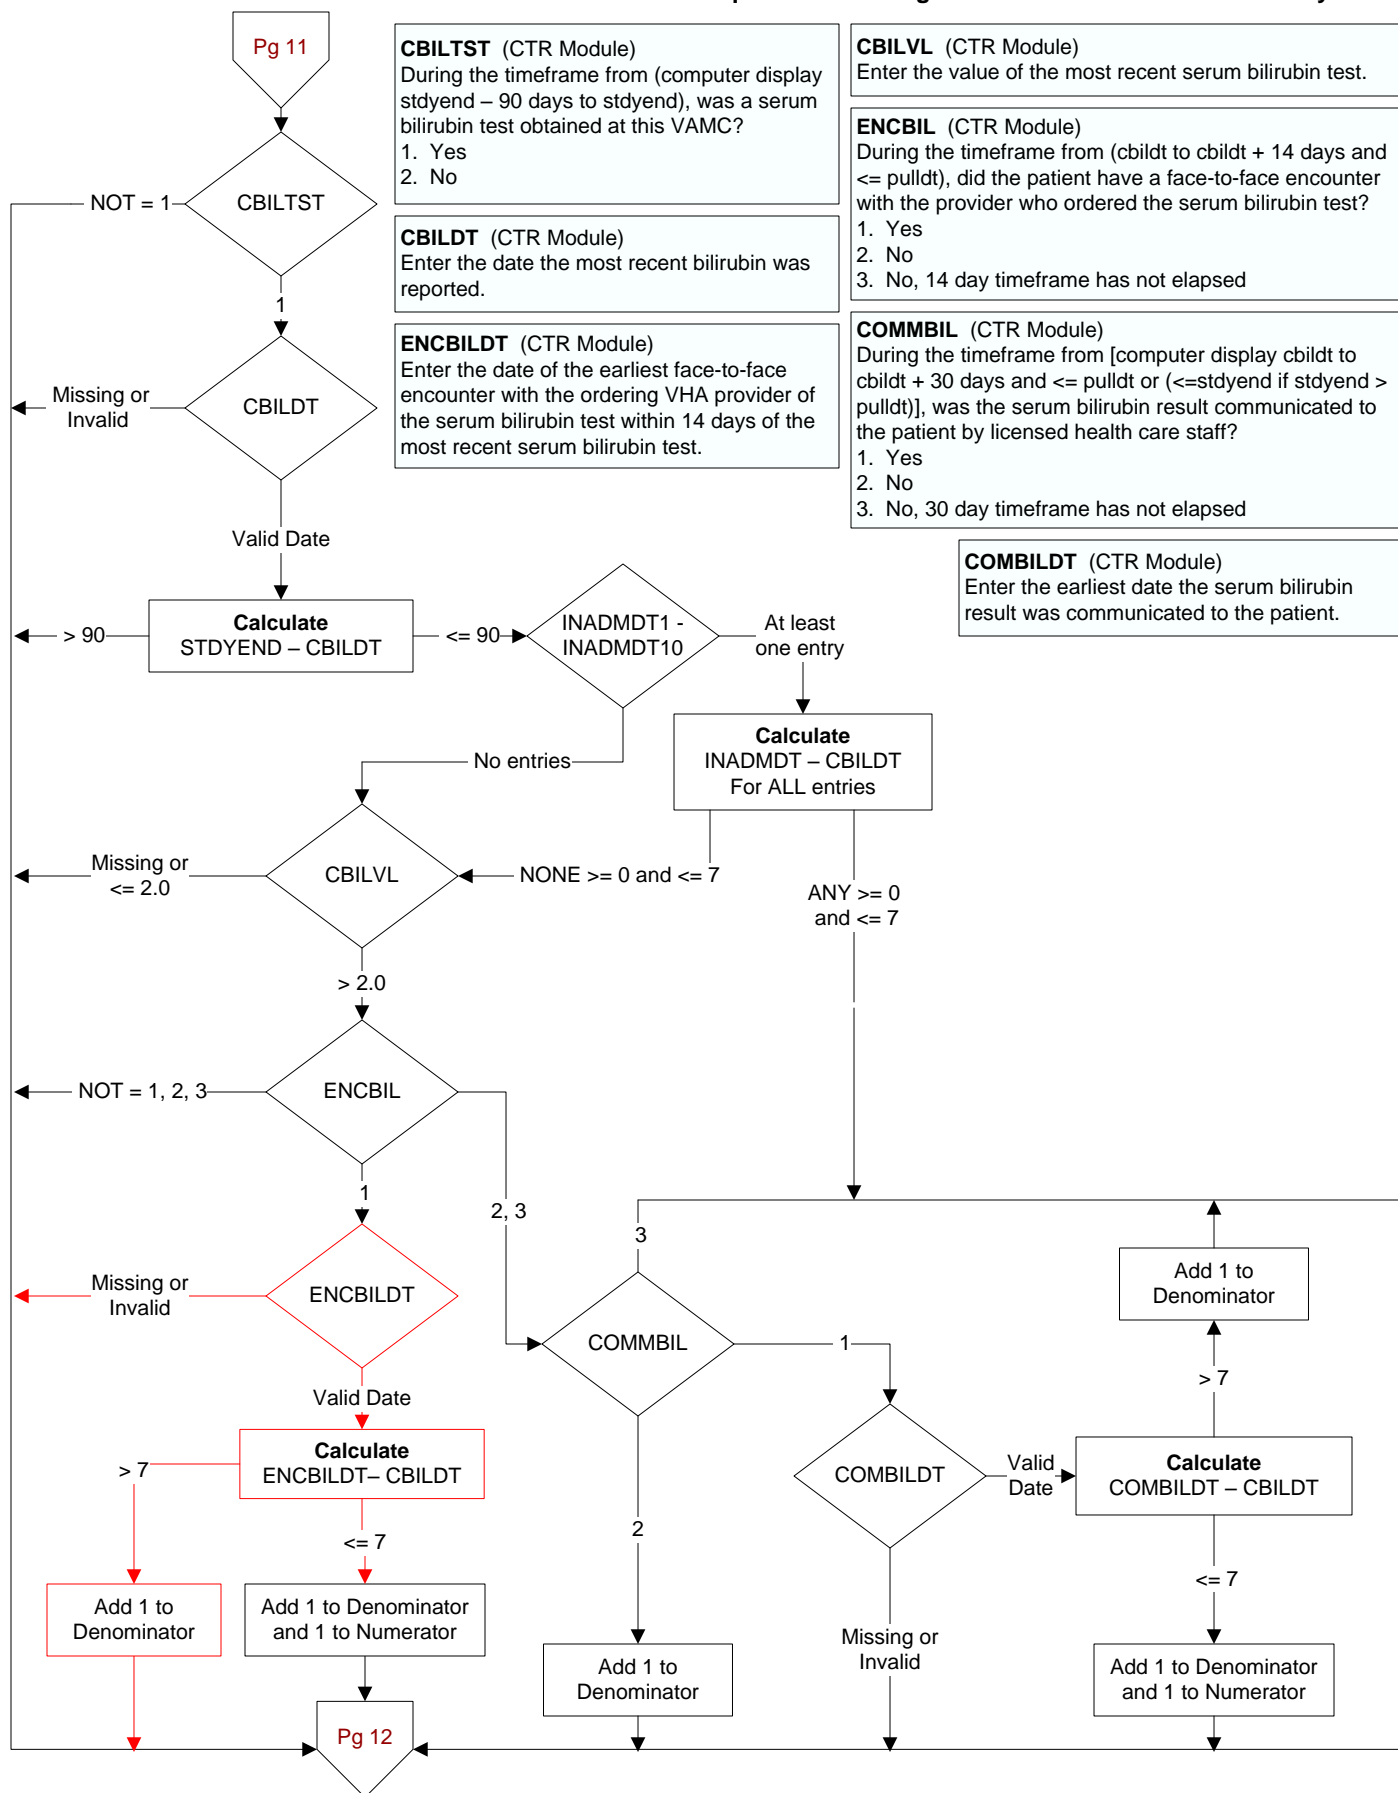 Pg 11
CBILTST (CTR Module)
During the timeframe from (computer display
stdyend – 90 days to stdyend), was a serum
bilirubin test obtained at this VAMC?
1. Yes
2. No
CBILVL (CTR Module)
Enter the value of the most recent serum bilirubin test.
ENCBIL (CTR Module)
During the timeframe from (cbildt to cbildt + 14 days and
<= pulldt), did the patient have a face-to-face encounter
with the provider who ordered the serum bilirubin test?
1. Yes
2. No
3. No, 14 day timeframe has not elapsed
CBILDT (CTR Module)
Enter the date the most recent bilirubin was
reported.
ENCBILDT (CTR Module)
Enter the date of the earliest face-to-face
encounter with the ordering VHA provider of
the serum bilirubin test within 14 days of the
most recent serum bilirubin test.
COMMBIL (CTR Module)
During the timeframe from [computer display cbildt to
cbildt + 30 days and <= pulldt or (<=stdyend if stdyend >
pulldt)], was the serum bilirubin result communicated to
the patient by licensed health care staff?
1. Yes
2. No
3. No, 30 day timeframe has not elapsed
COMBILDT (CTR Module)
Enter the earliest date the serum bilirubin
result was communicated to the patient.
NOT = 1
CBILTST
1
Missing or
Invalid
CBILDT
Valid Date
> 90
Calculate
STDYEND – CBILDT
<= 90
INADMDT1 -
INADMDT10
At least
one entry
No entries
Calculate
INADMDT – CBILDT
For ALL entries
Missing or
<= 2.0
CBILVL
NONE >= 0 and <= 7
ANY >= 0
and <= 7
> 2.0
NOT = 1, 2, 3
ENCBIL
1
2, 3
3
Missing or
Invalid
ENCBILDT
Add 1 to
Denominator
COMMBIL
1
> 7
Valid Date
> 7
Calculate
ENCBILDT– CBILDT
<= 7
COMBILDT
Valid
Date
Calculate
COMBILDT – CBILDT
2
<= 7
Add 1 to
Denominator
Add 1 to Denominator
and 1 to Numerator
Missing or
Invalid
Add 1 to
Denominator
Add 1 to Denominator
and 1 to Numerator
Pg 12